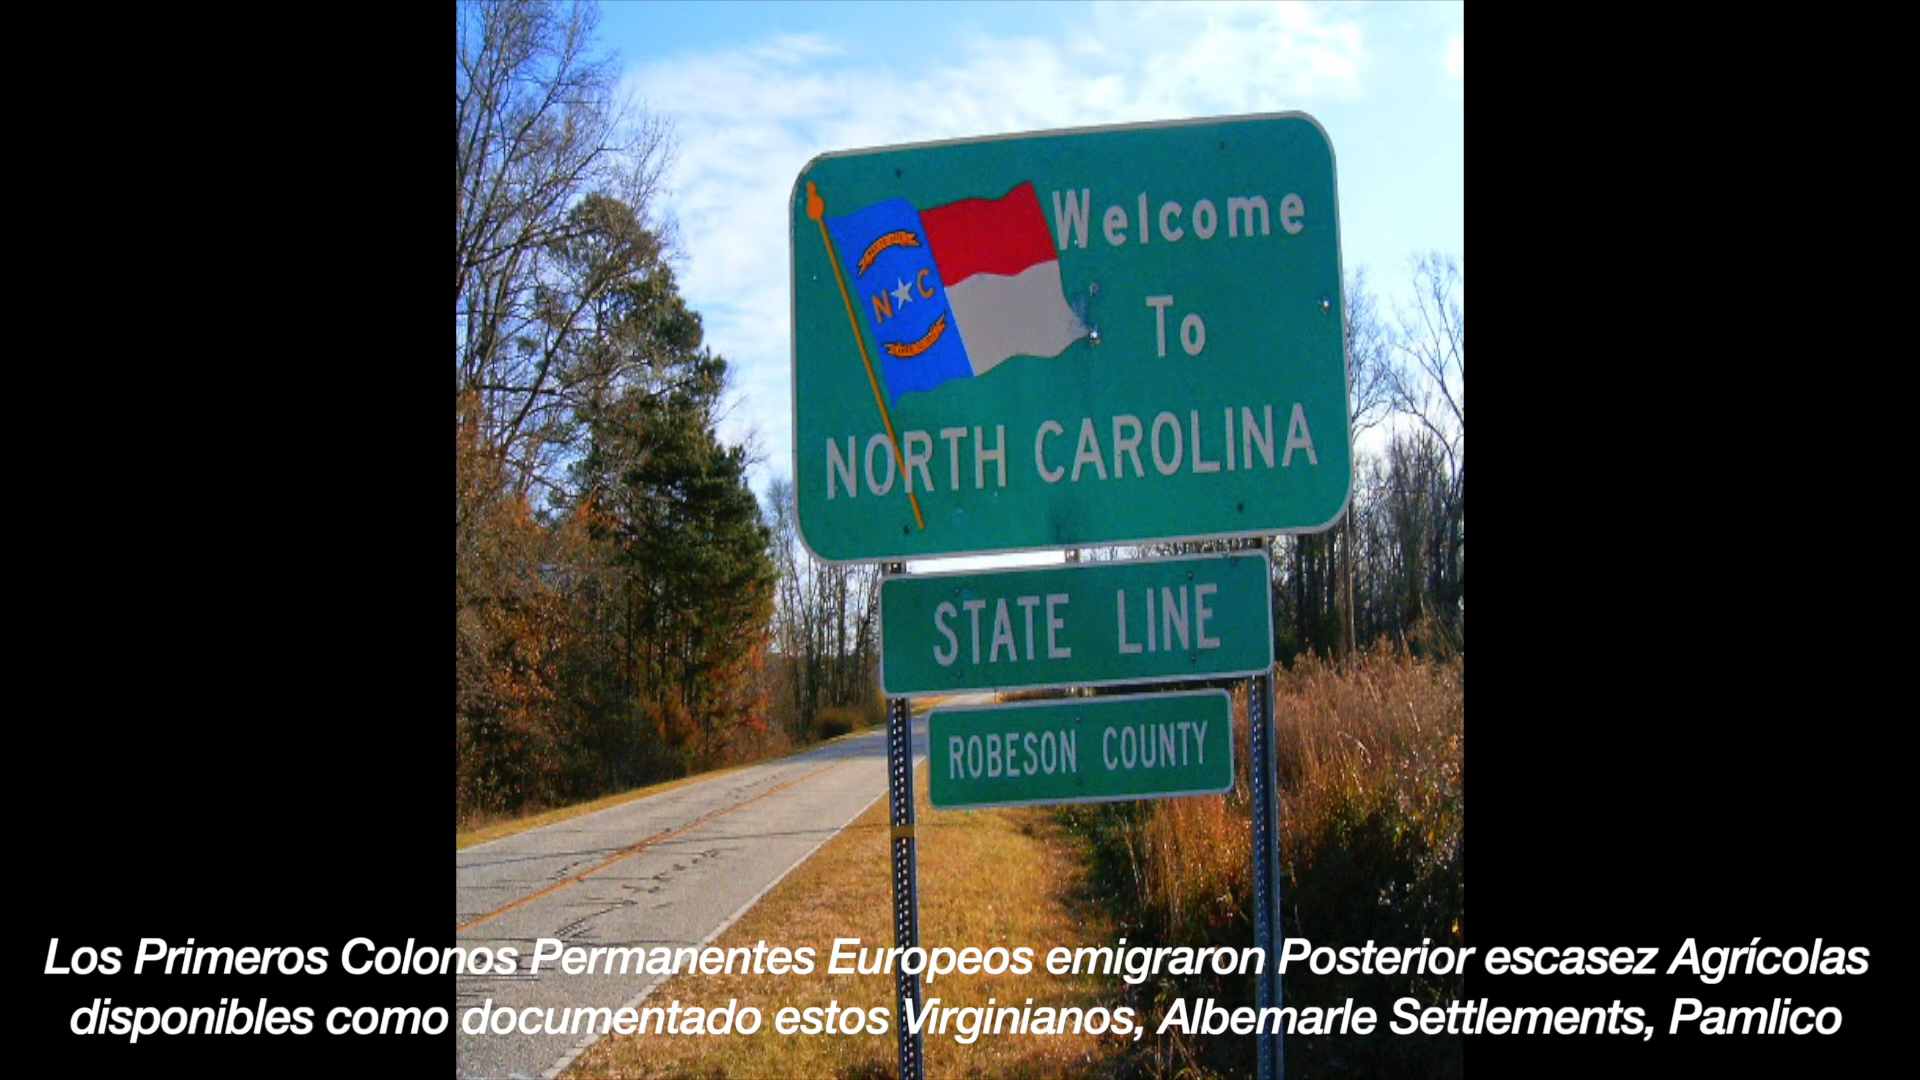 Welcome
To
N C
NORTH CAROLINA
STATE LINE
ROBESON COUNTY
Los Primeros Colonos Permanentes Europeos emigraron Posterior escasez Agrícolas
disponibles como documentado estos Virginianos, Albemarle Settlements, Pamlico